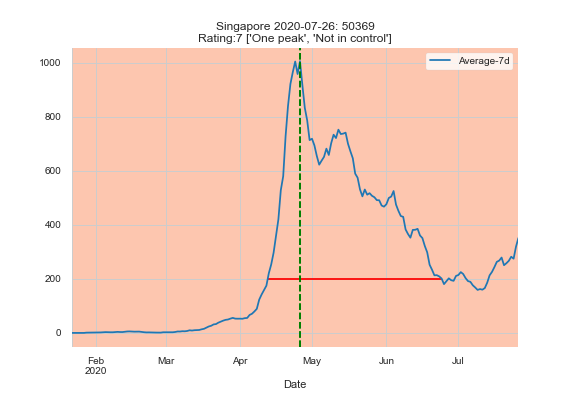 Singapore 2020-07-26: 50369
Rating:7 ['One peak', 'Not in control']
Average-7d
1000
800
600
400
200
0
Feb
2020
Mar
Apr
May
Jun
Jul
Date